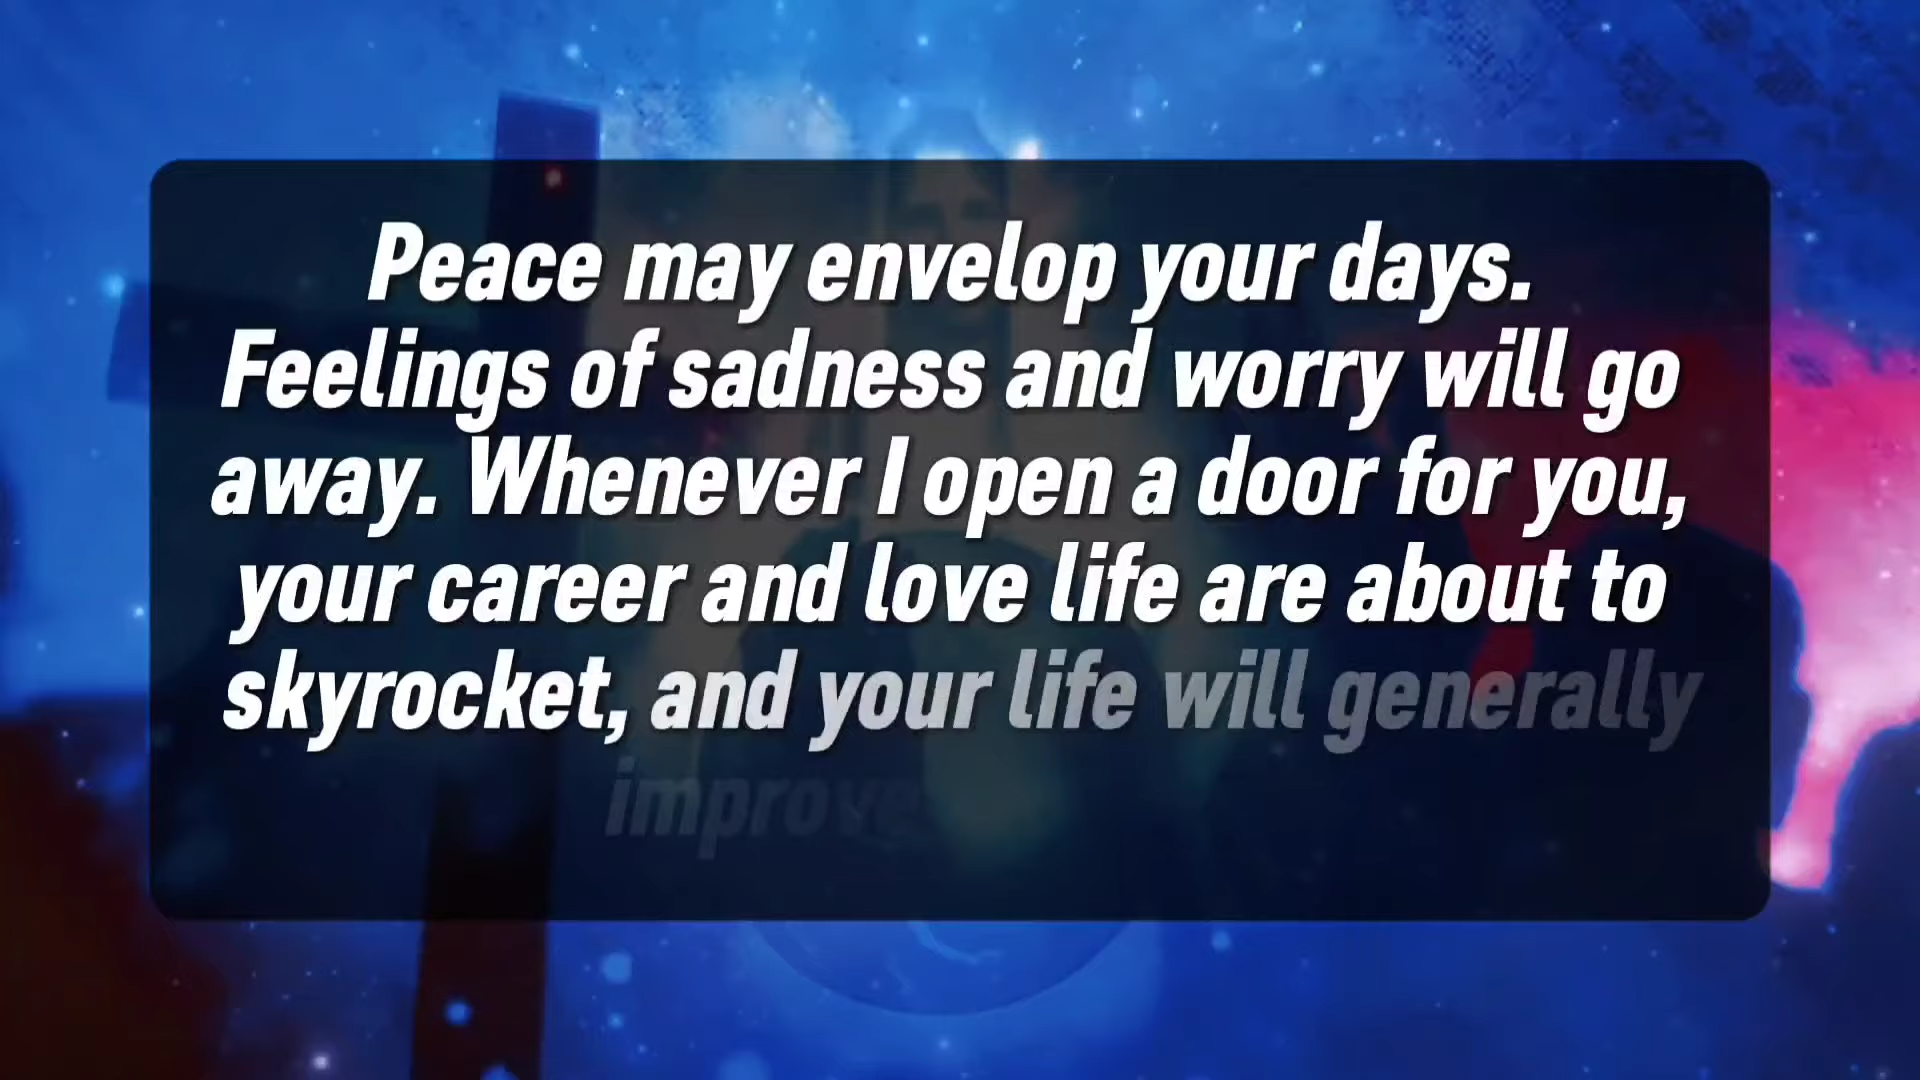 Peace may envelop your days.
Feelings of sadness and worry will go
away. Whenever I open a door for you,
your career and love life are about to
skyrocket, and your life will generally
improve